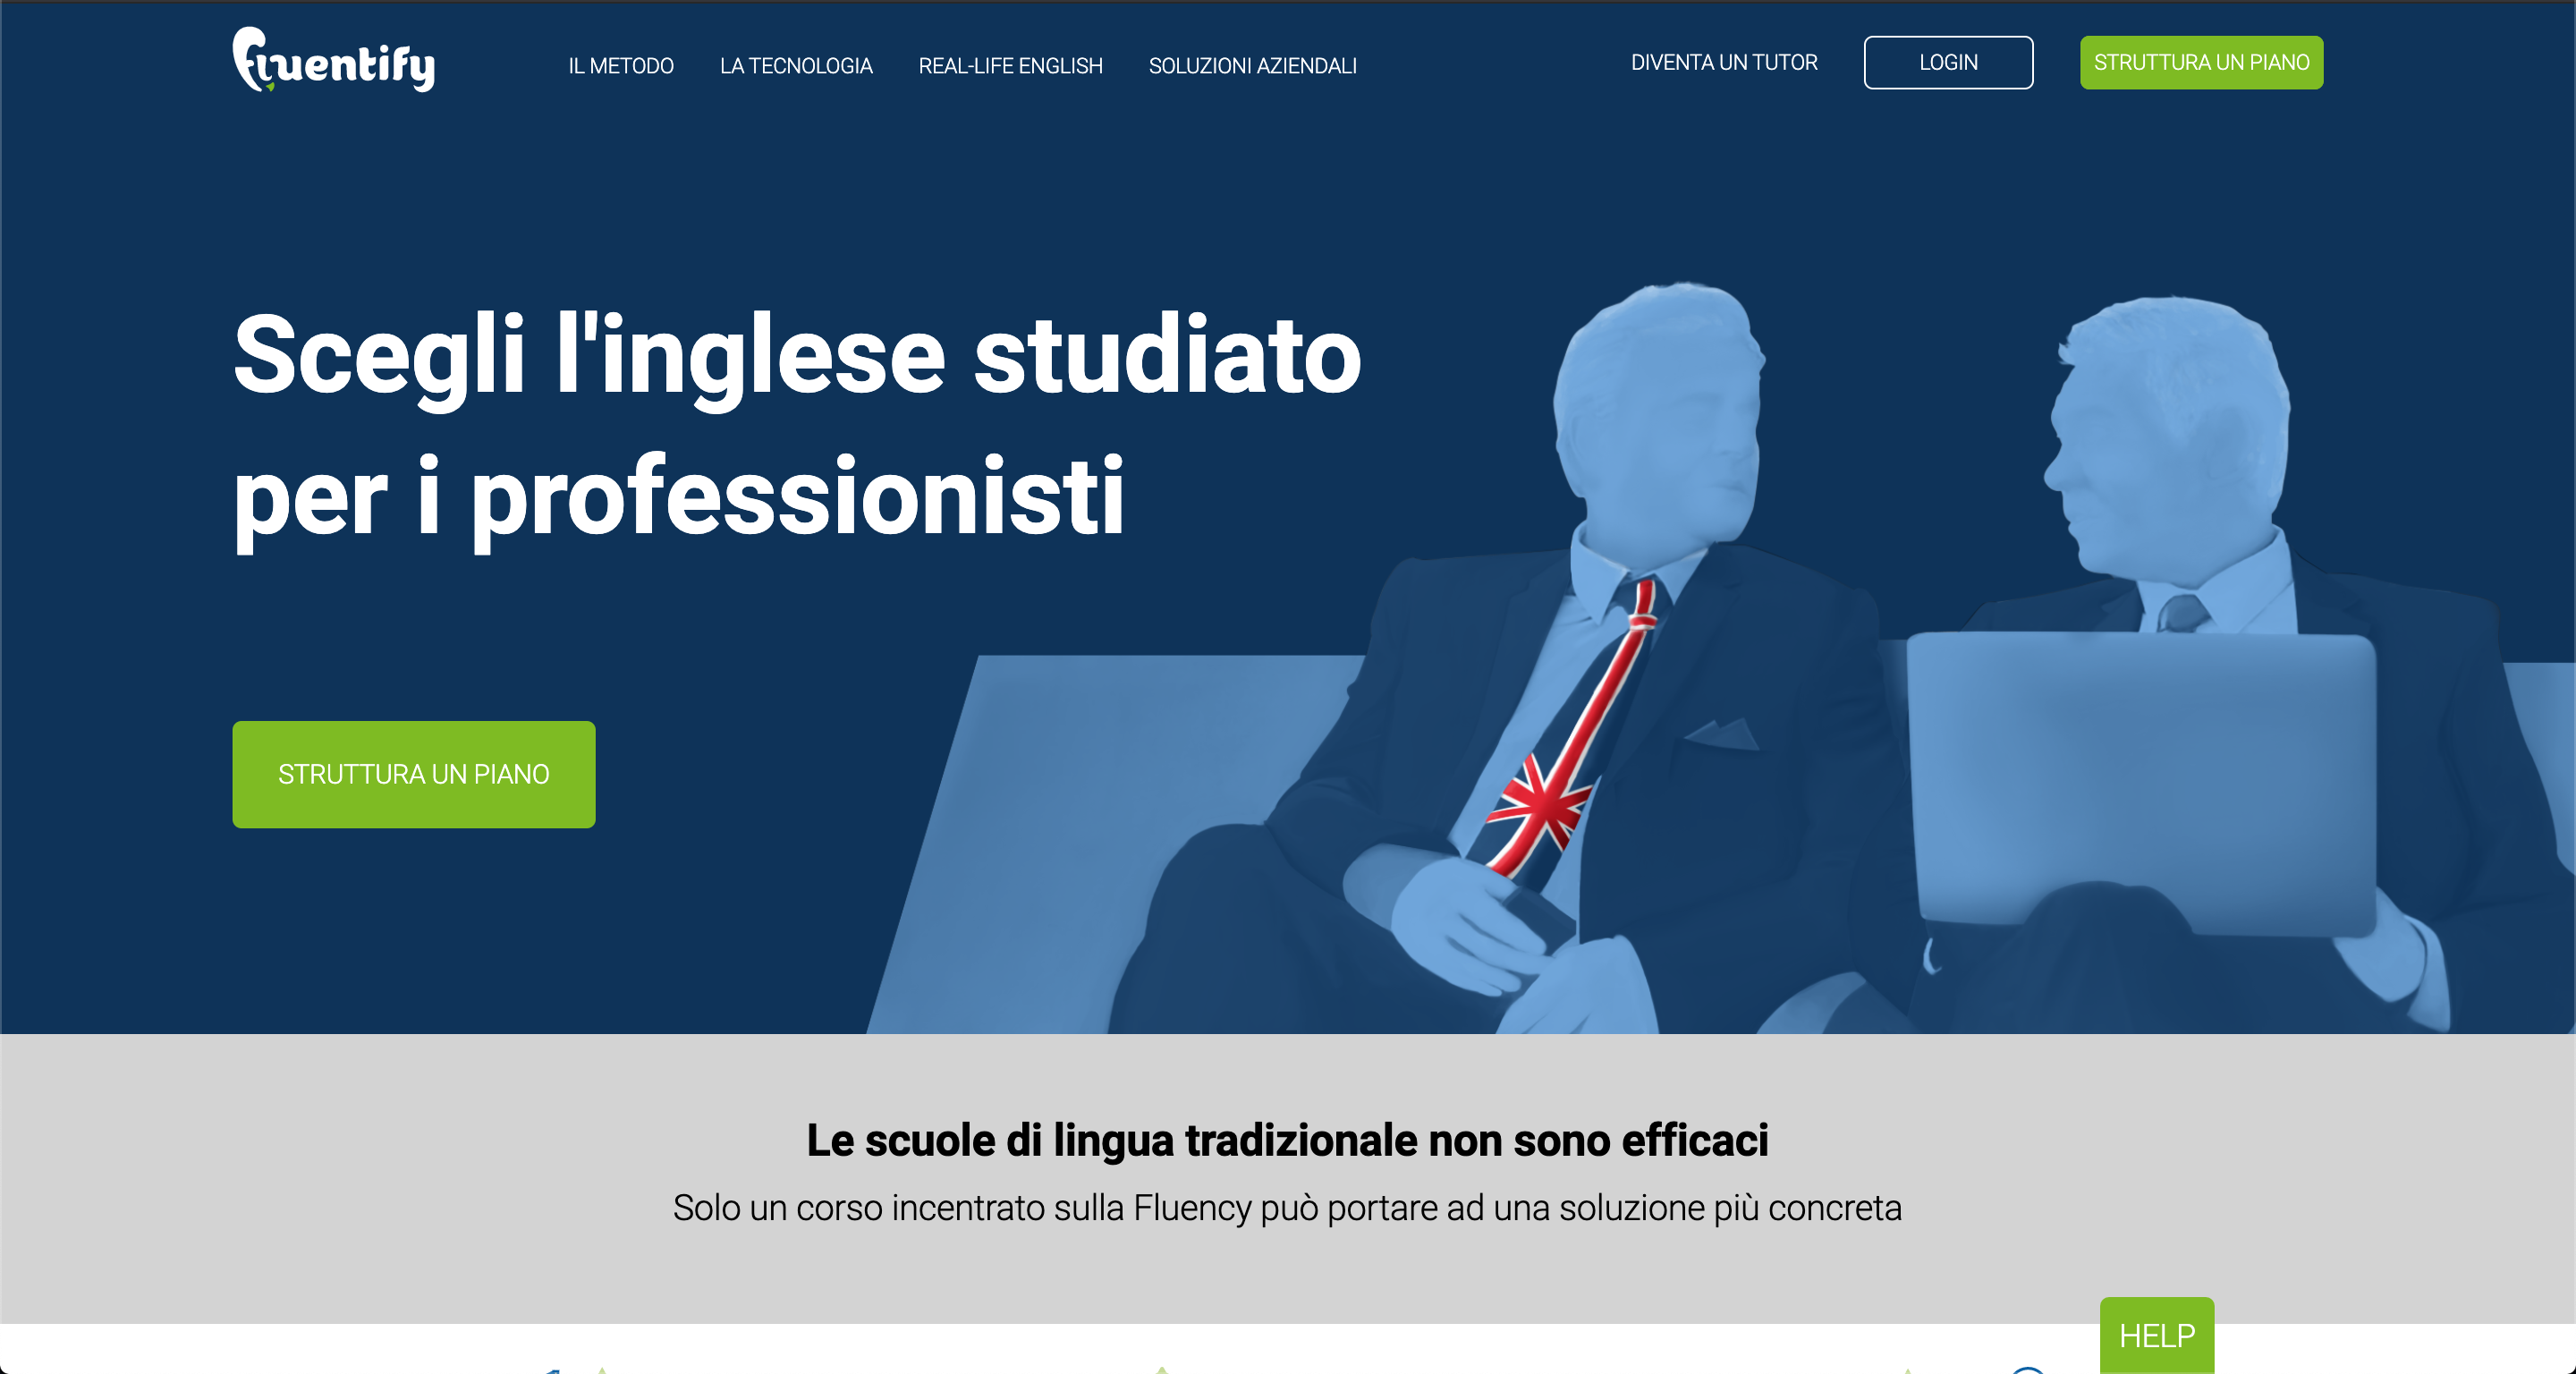 fluentify
IL METODO
LA TECNOLOGIA
REAL-LIFE ENGLISH
SOLUZIONI AZIENDALI
DIVENTA UN TUTOR
LOGIN
STRUTTURA UN PIANO
Scegli l'inglese studiato
per i professionisti
STRUTTURA UN PIANO
Le scuole di lingua tradizionale non sono efficaci
Solo un corso incentrato sulla Fluency può portare ad una soluzione più concreta
HELP